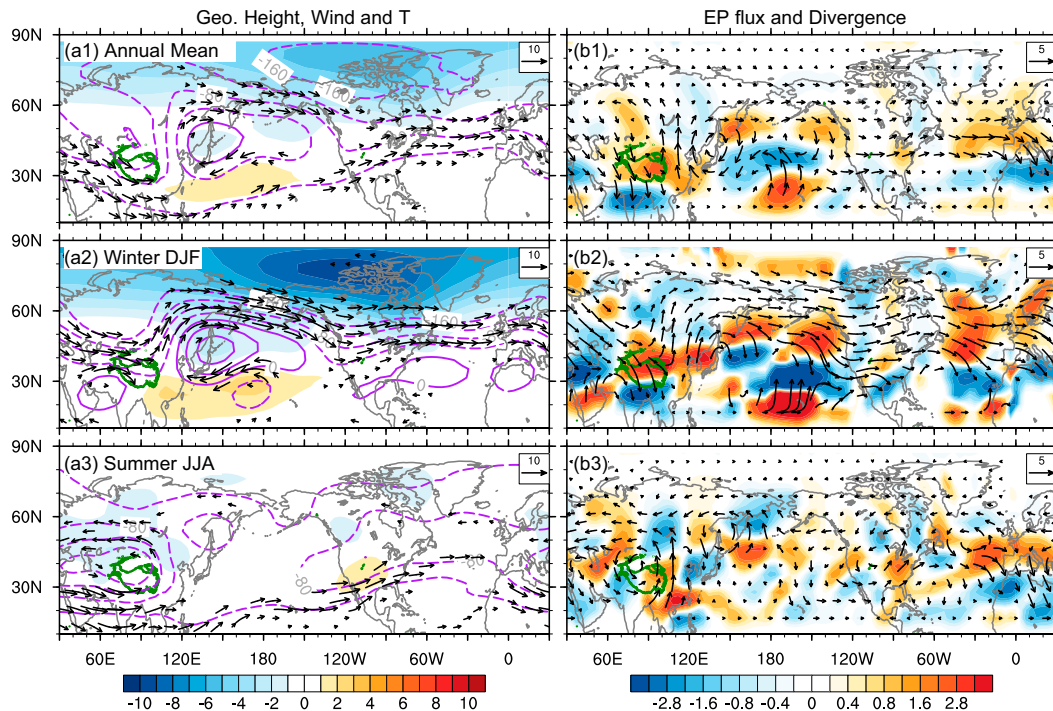 Geo. Height, Wind and T EP flux and Divergence
90N (a1) Annual Mean 10 (b1) 5
-160
-160
60N
30N
90N (a2) Winter DJF 10 (b2) 5
60N
-160
0
0
30N
90N (a3) Summer JJA 10 (b3) 5
-80
60N
-80
-80
30N
60E 120E 180 120W 60W 0 60E 120E 180 120W 60W 0
-10 -8 -6 -4 -2 0 0 2 4 6 8 10 -2.8 -1.6 -0.8 -0.4 0 0.4 0.8 1.6 2.8